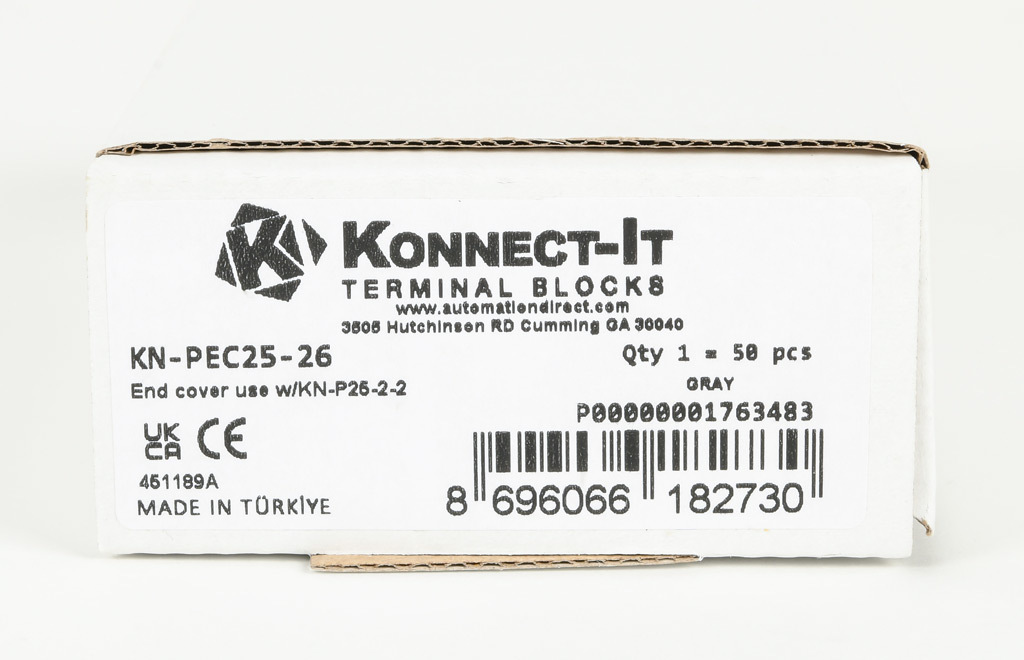 K KONNECT-IT
TERMINAL BLOCKS
www.automationdirect.com
3505 Hutchinson RD Cumming GA 30040
KN-PEC25-26
Qty 1 = 50 pcs
End cover use w/KN-P26-2-2
GRAY
P00000001763483
UK
CA CE
451189A
MADE IN TÜRKİYE
8 696066 182730